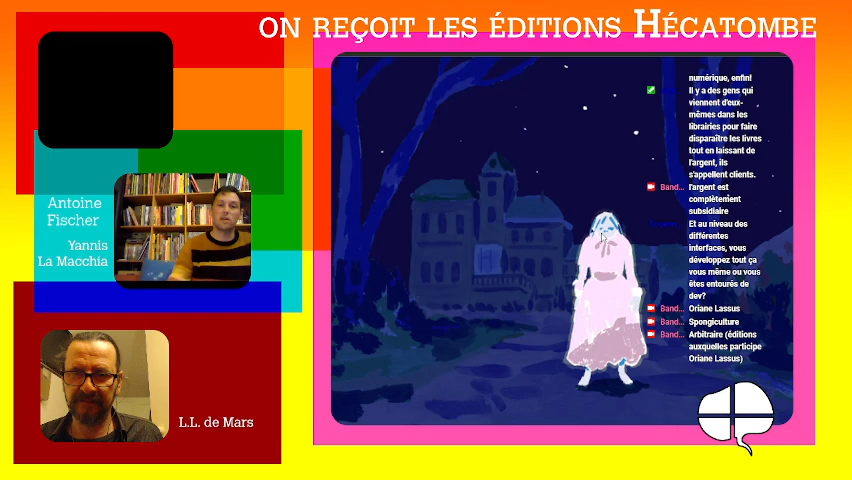 ON REÇOIT LES ÉDITIONS HÉCATOMBE
Antoine
Fischer
Yannis
La Macchia
L.L. de Mars
numérique, enfin!
Il y a des gens qui
viennent d'eux-
mêmes dans les
librairies pour faire
disparaître les livres
tout en laissant de
l'argent, ils
s'appellent clients.
Band... l'argent est
complètement
subsidiaire
Et au niveau des
différentes
interfaces, vous
développez tout ça
vous même ou vous
êtes entourés de
dev?
Band... Oriane Lassus
Band... Spongiculture
Band... Arbitraire (éditions
auxquelles participe
Oriane Lassus)